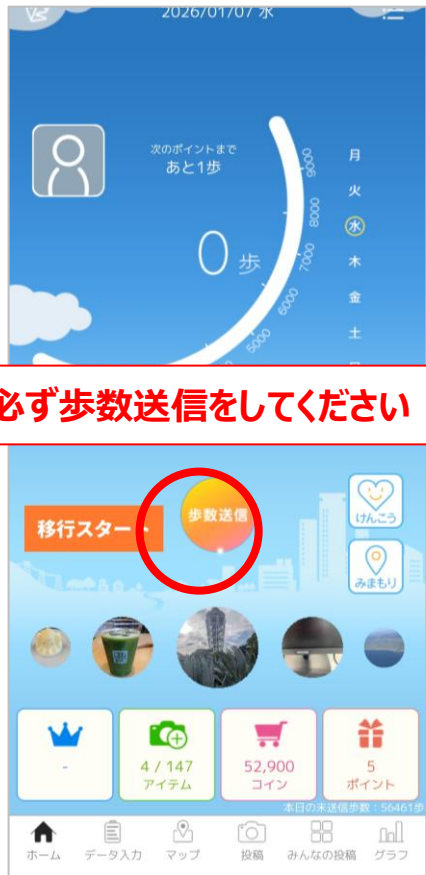 2026/01/07 水
次のポイントまで
あと1歩
0 歩
9000
8000
7000
6000
5000
月
火
水
木
金
土
必ず歩数送信をしてください
移行スタート
歩数送信
けんこう
みまもり
-
4 / 147
アイテム
52,900
コイン
5
ポイント
本日の未送信歩数：56461歩
ホーム
データ入力
マップ
投稿
みんなの投稿
グラフ